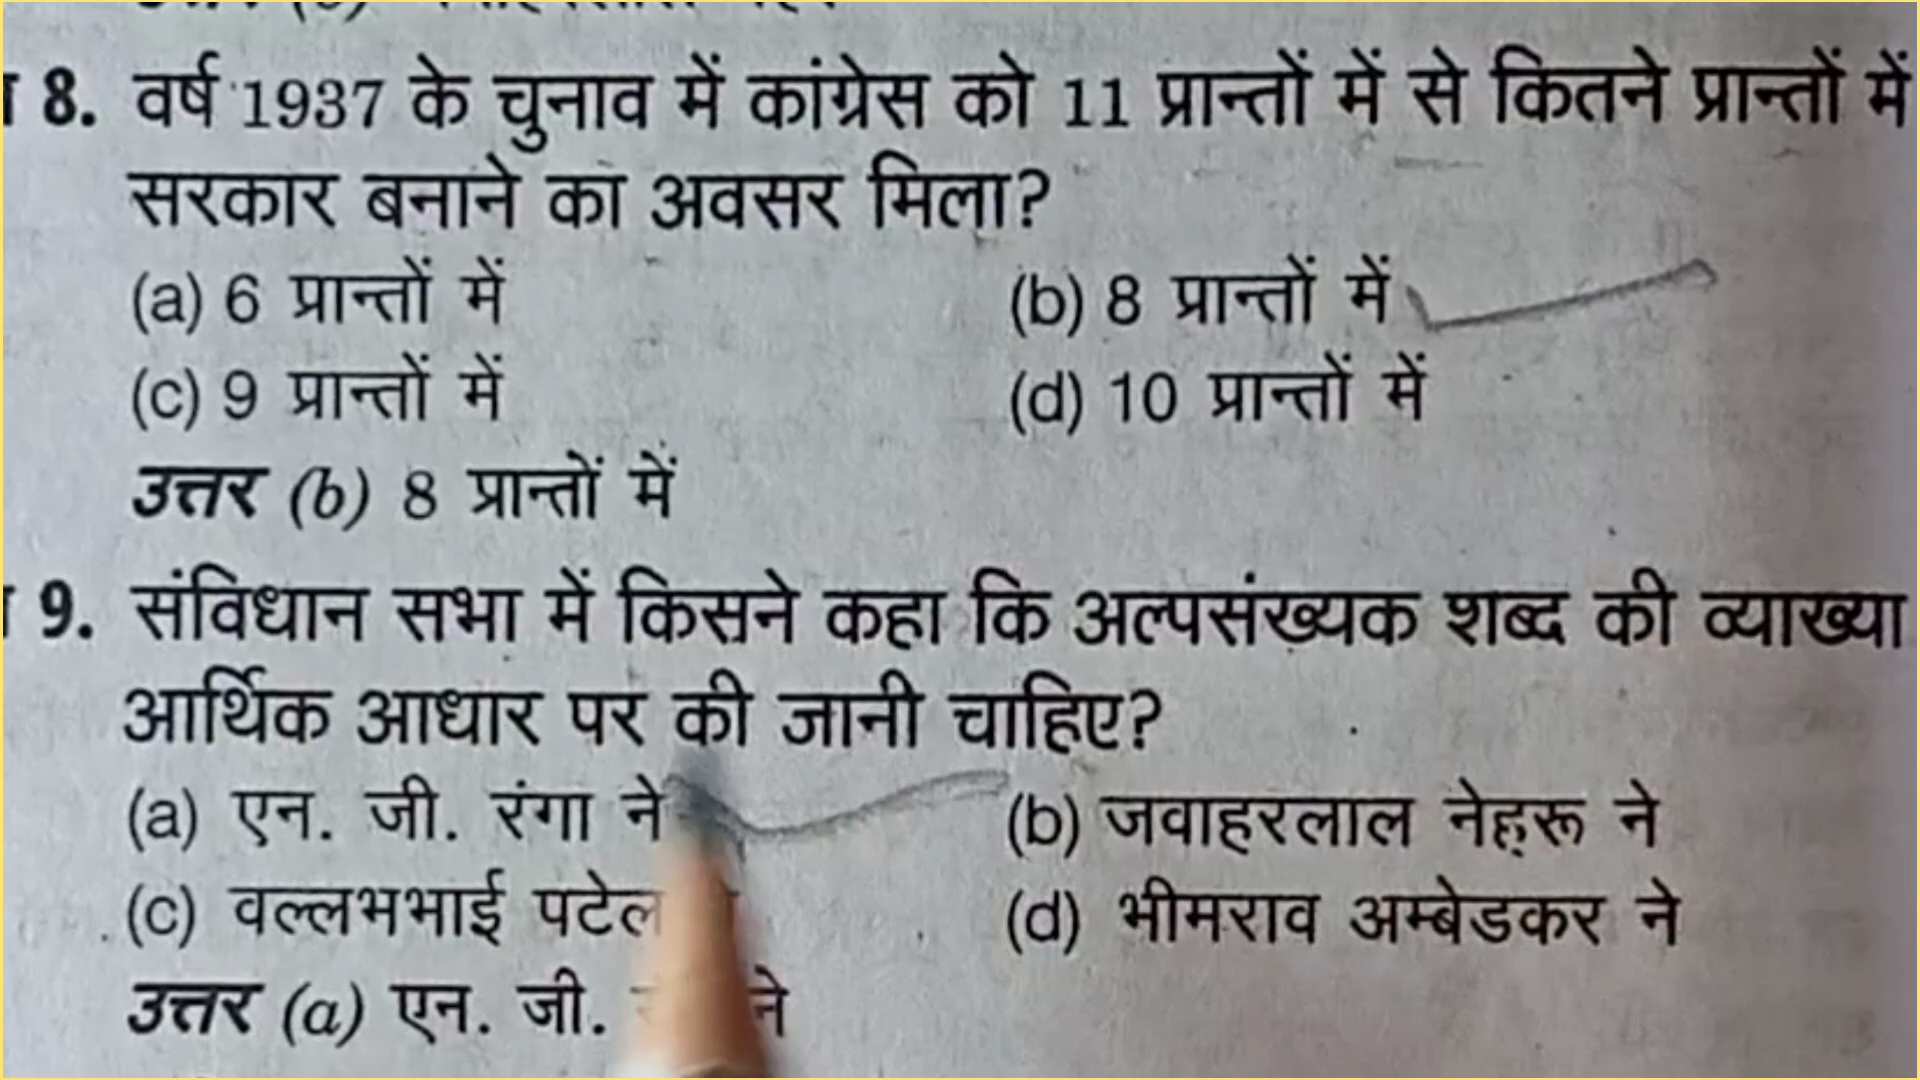 8. वर्ष 1937 के चुनाव में कांग्रेस को 11 प्रान्तों में से कितने प्रान्तों में
सरकार बनाने का अवसर मिला?
(a) 6 प्रान्तों में (b) 8 प्रान्तों में
(c) 9 प्रान्तों में (d) 10 प्रान्तों में
उत्तर (b) 8 प्रान्तों में
9. संविधान सभा में किसने कहा कि अल्पसंख्यक शब्द की व्याख्या
आर्थिक आधार पर की जानी चाहिए?
(a) एन. जी. रंगा ने (b) जवाहरलाल नेहरू ने
(c) वल्लभभाई पटेल (d) भीमराव अम्बेडकर ने
उत्तर (a) एन. जी. ने